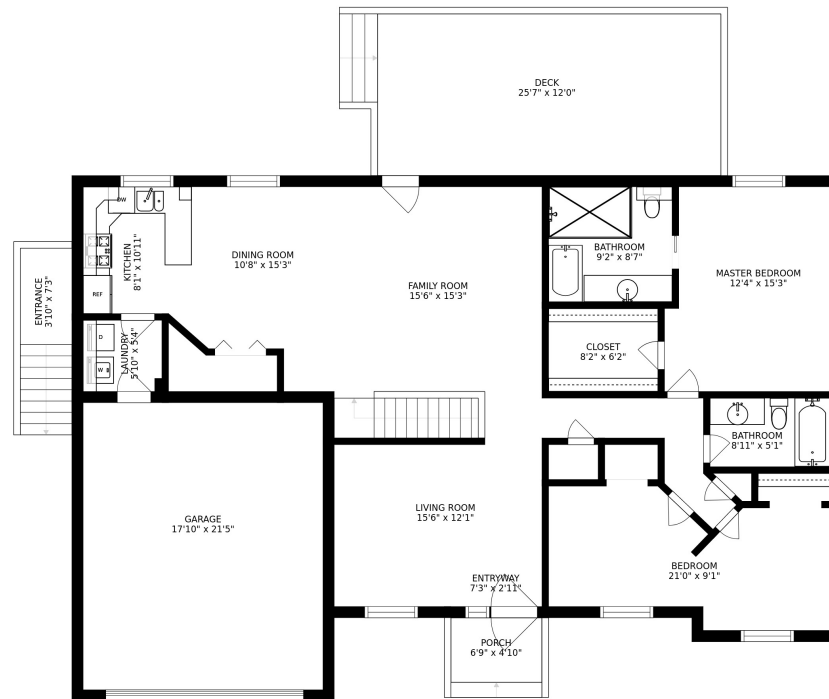 DECK
25'7" x 12'0"
DW
KITCHEN
8'1" x 10'11"
REF
DINING ROOM
10'8" x 15'3"
FAMILY ROOM
15'6" x 15'3"
BATHROOM
9'2" x 8'7"
MASTER BEDROOM
12'4" x 15'3"
ENTRANCE
3'10" x 7'3"
LAUNDRY
5'10" x 5'4"
D
W
CLOSET
8'2" x 6'2"
BATHROOM
8'11" x 5'1"
GARAGE
17'10" x 21'5"
LIVING ROOM
15'6" x 12'1"
ENTRYWAY
7'3" x 2'11"
BEDROOM
21'0" x 9'1"
PORCH
6'9" x 4'10"